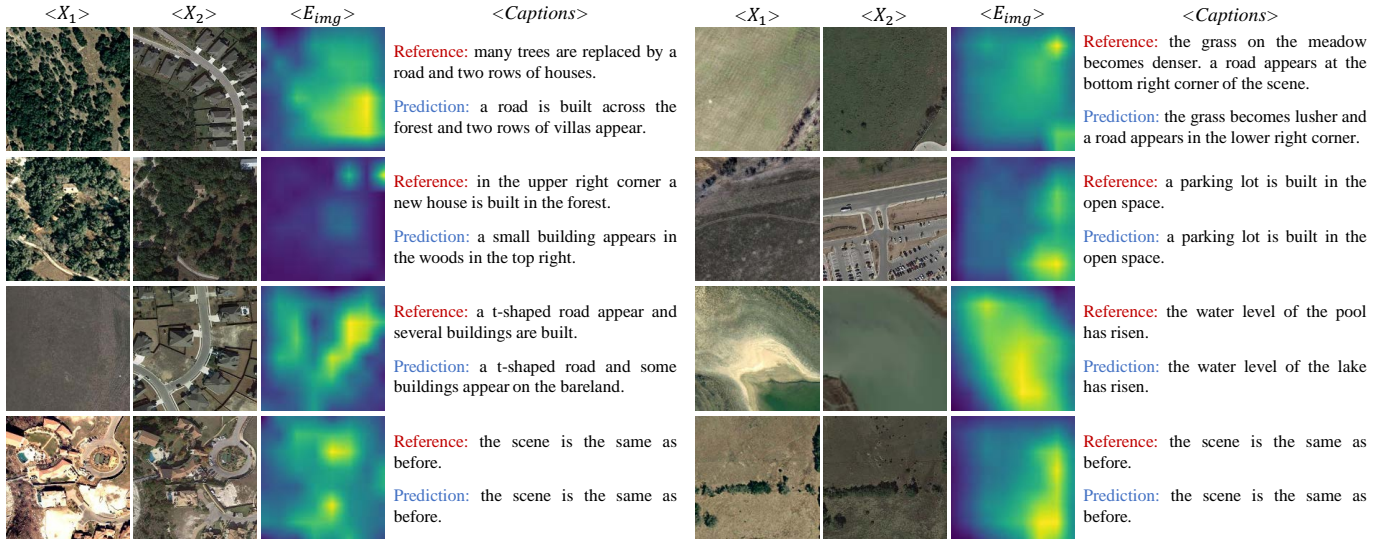 <X₁> <X₂> <E_img> <Captions> <X₁> <X₂> <E_img> <Captions>
Reference: many trees are replaced by a
road and two rows of houses.
Prediction: a road is built across the
forest and two rows of villas appear.
Reference: the grass on the meadow
becomes denser. a road appears at the
bottom right corner of the scene.
Prediction: the grass becomes lusher and
a road appears in the lower right corner.
Reference: in the upper right corner a
new house is built in the forest.
Prediction: a small building appears in
the woods in the top right.
Reference: a parking lot is built in the
open space.
Prediction: a parking lot is built in the
open space.
Reference: a t-shaped road appear and
several buildings are built.
Prediction: a t-shaped road and some
buildings appear on the bareland.
Reference: the water level of the pool
has risen.
Prediction: the water level of the lake
has risen.
Reference: the scene is the same as
before.
Prediction: the scene is the same as
before.
Reference: the scene is the same as
before.
Prediction: the scene is the same as
before.